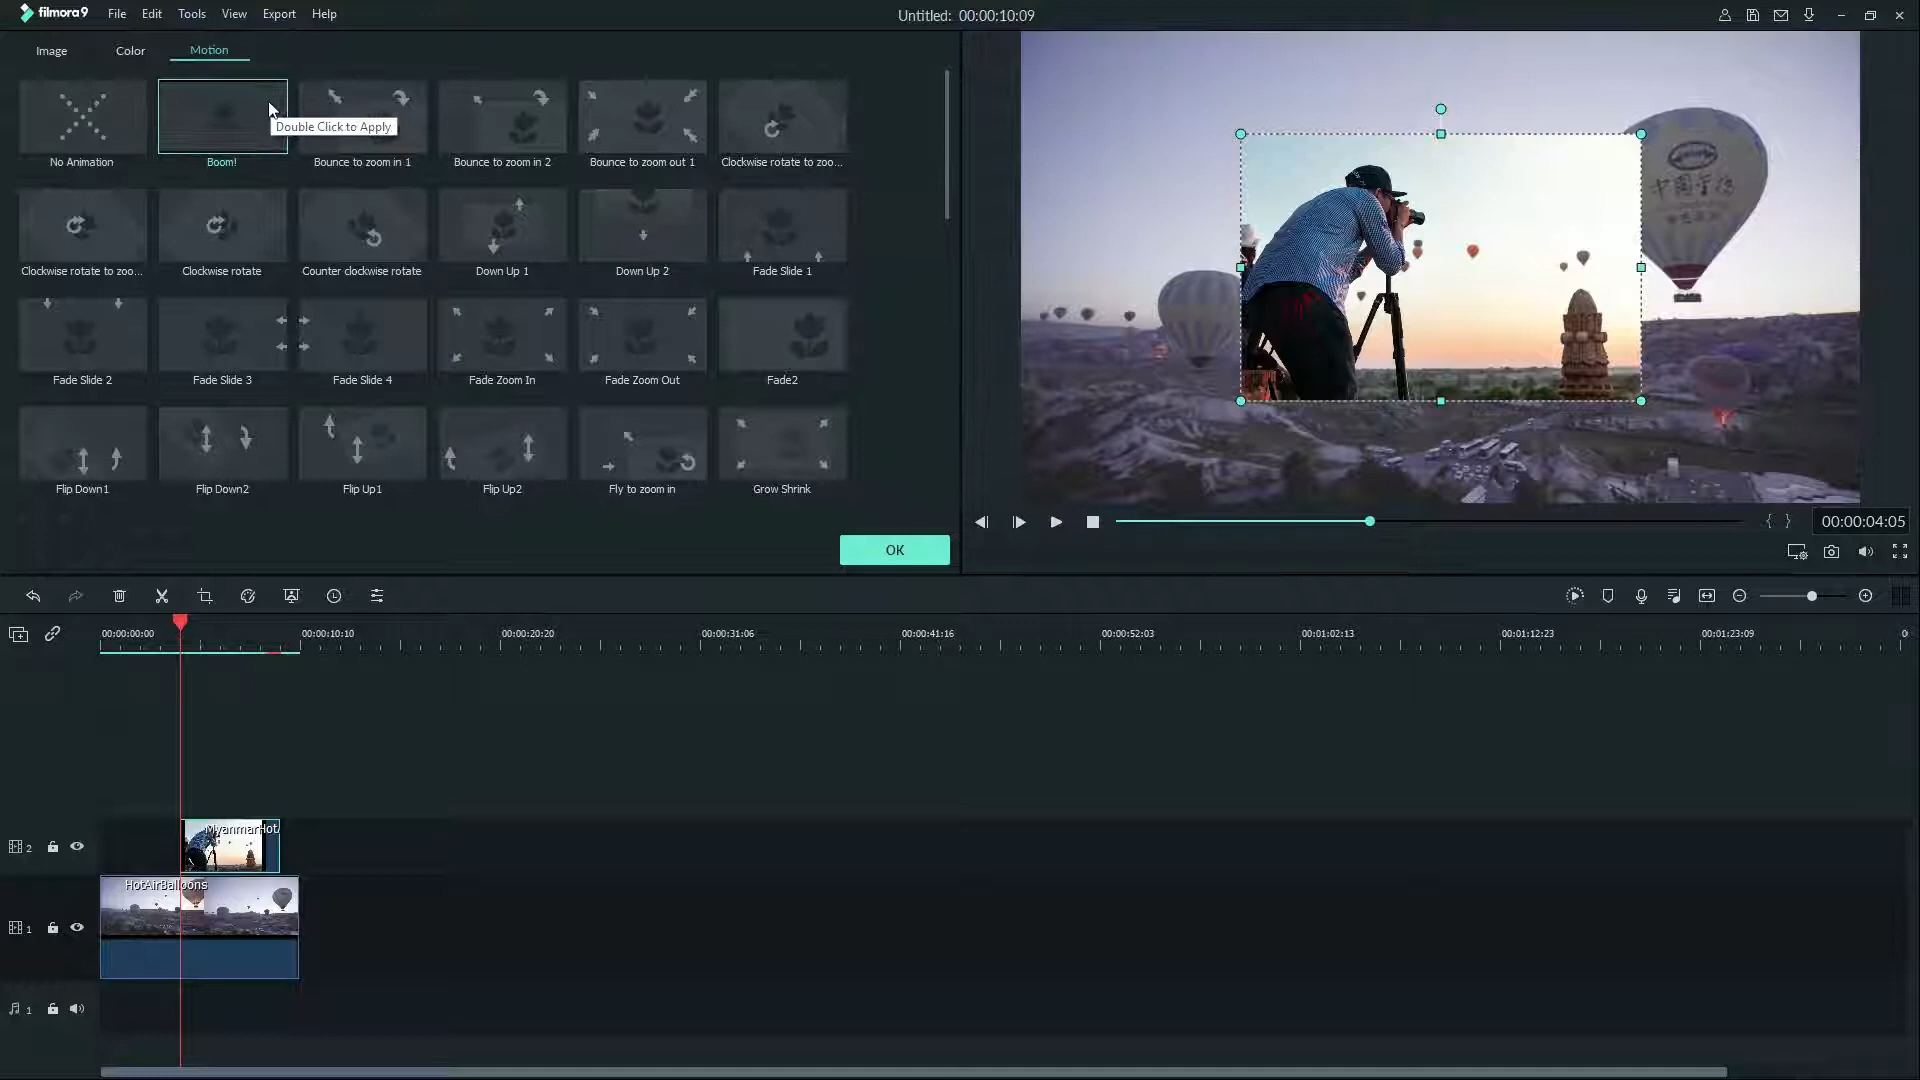 filmora9 File Edit Tools View Export Help Untitled: 00:00:10:09
Image Color Motion
Double Click to Apply
No Animation Boom! Bounce to zoom in 1 Bounce to zoom in 2 Bounce to zoom out 1 Clockwise rotate to zoo...
Clockwise rotate to zoo... Clockwise rotate Counter clockwise rotate Down Up 1 Down Up 2 Fade Slide 1
Fade Slide 2 Fade Slide 3 Fade Slide 4 Fade Zoom In Fade Zoom Out Fade2
Flip Down1 Flip Down2 Flip Up1 Flip Up2 Fly to zoom in Grow Shrink
OK
00:00:04:05
00:00:00:00 00:00:10:10 00:00:20:20 00:00:31:06 00:00:41:16 00:00:52:03 00:01:02:13 00:01:12:23 00:01:23:09 0
2 MyanmarHotA
HotAirBalloons
1
1